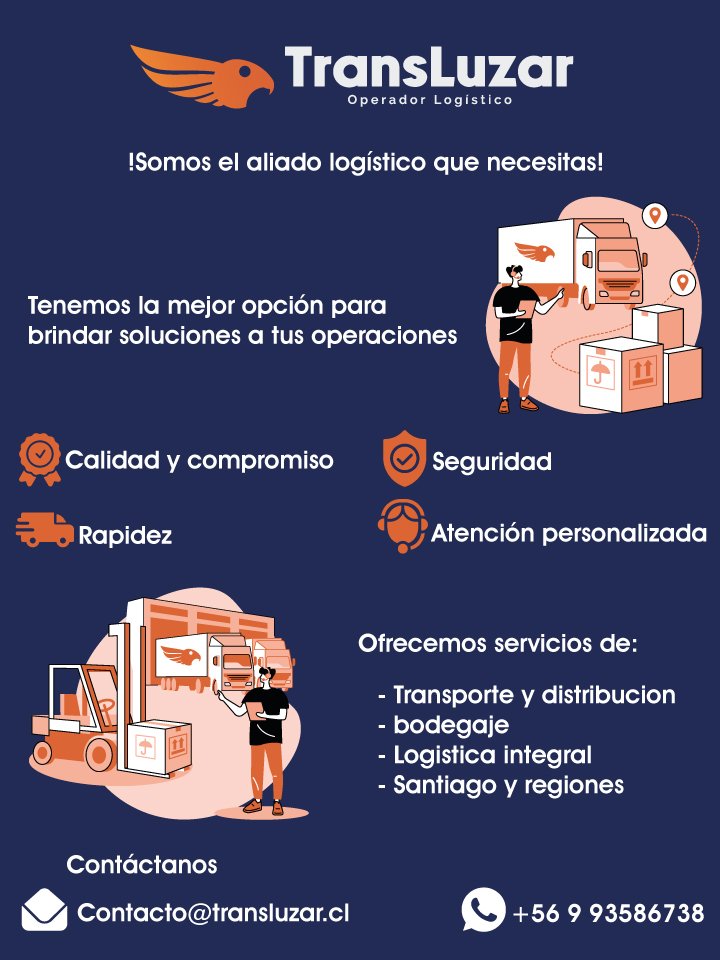 TransLuzar
Operador Logístico
!Somos el aliado logístico que necesitas!
Tenemos la mejor opción para
brindar soluciones a tus operaciones
Calidad y compromiso
Seguridad
Rapidez
Atención personalizada
Ofrecemos servicios de:
- Transporte y distribucion
- bodegaje
- Logistica integral
- Santiago y regiones
Contáctanos
Contacto@transluzar.cl
+56 9 93586738